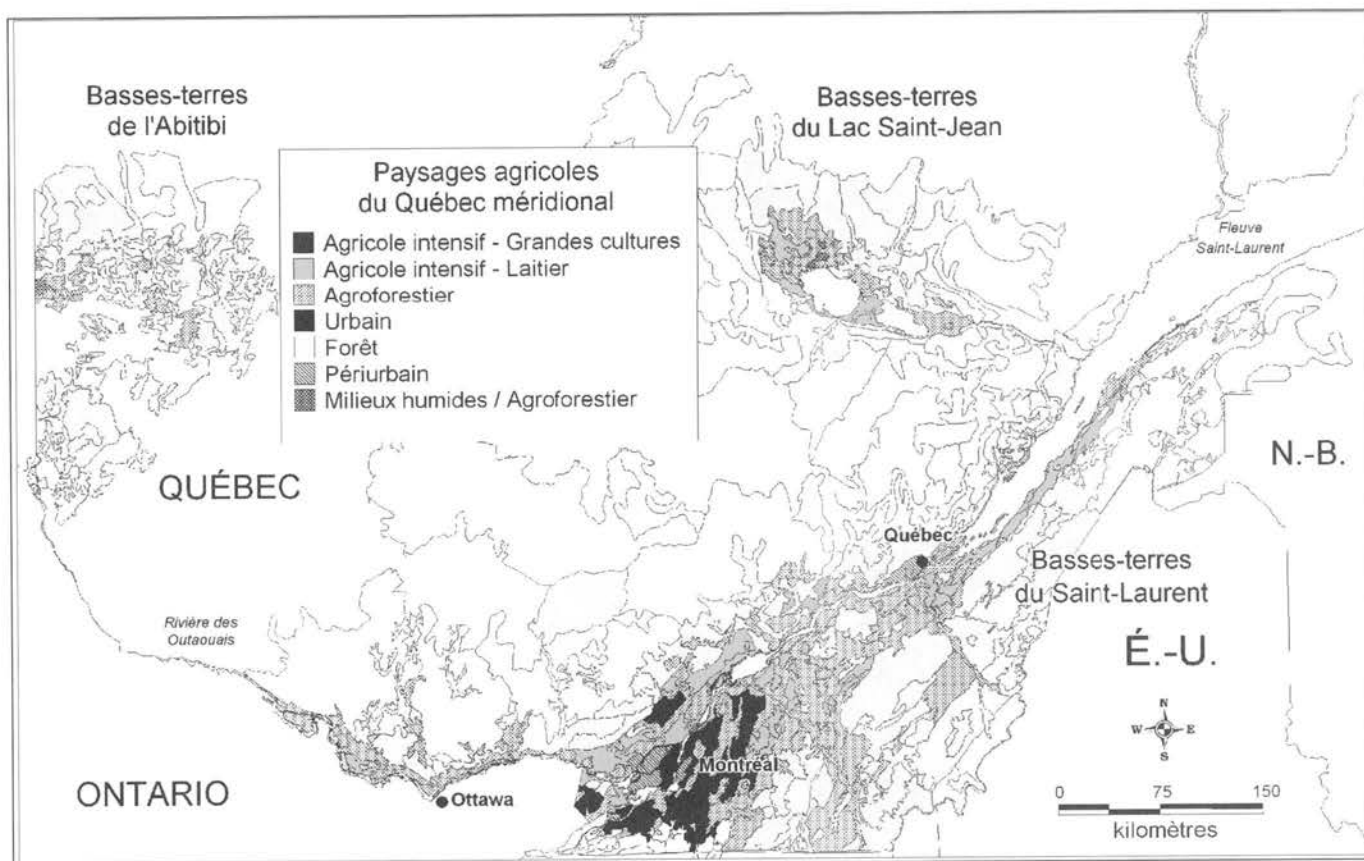 Basses-terres
de l'Abitibi
Basses-terres
du Lac Saint-Jean
Paysages agricoles
du Québec méridional
Agricole intensif - Grandes cultures
Agricole intensif - Laitier
Agroforestier
Urbain
Forêt
Périurbain
Milieux humides / Agroforestier
Fleuve
Saint-Laurent
QUÉBEC
N.-B.
Québec
Basses-terres
du Saint-Laurent
Rivière des
Outaouais
É.-U.
N
W E
S
Montréal
ONTARIO
Ottawa
0 75 150
kilomètres